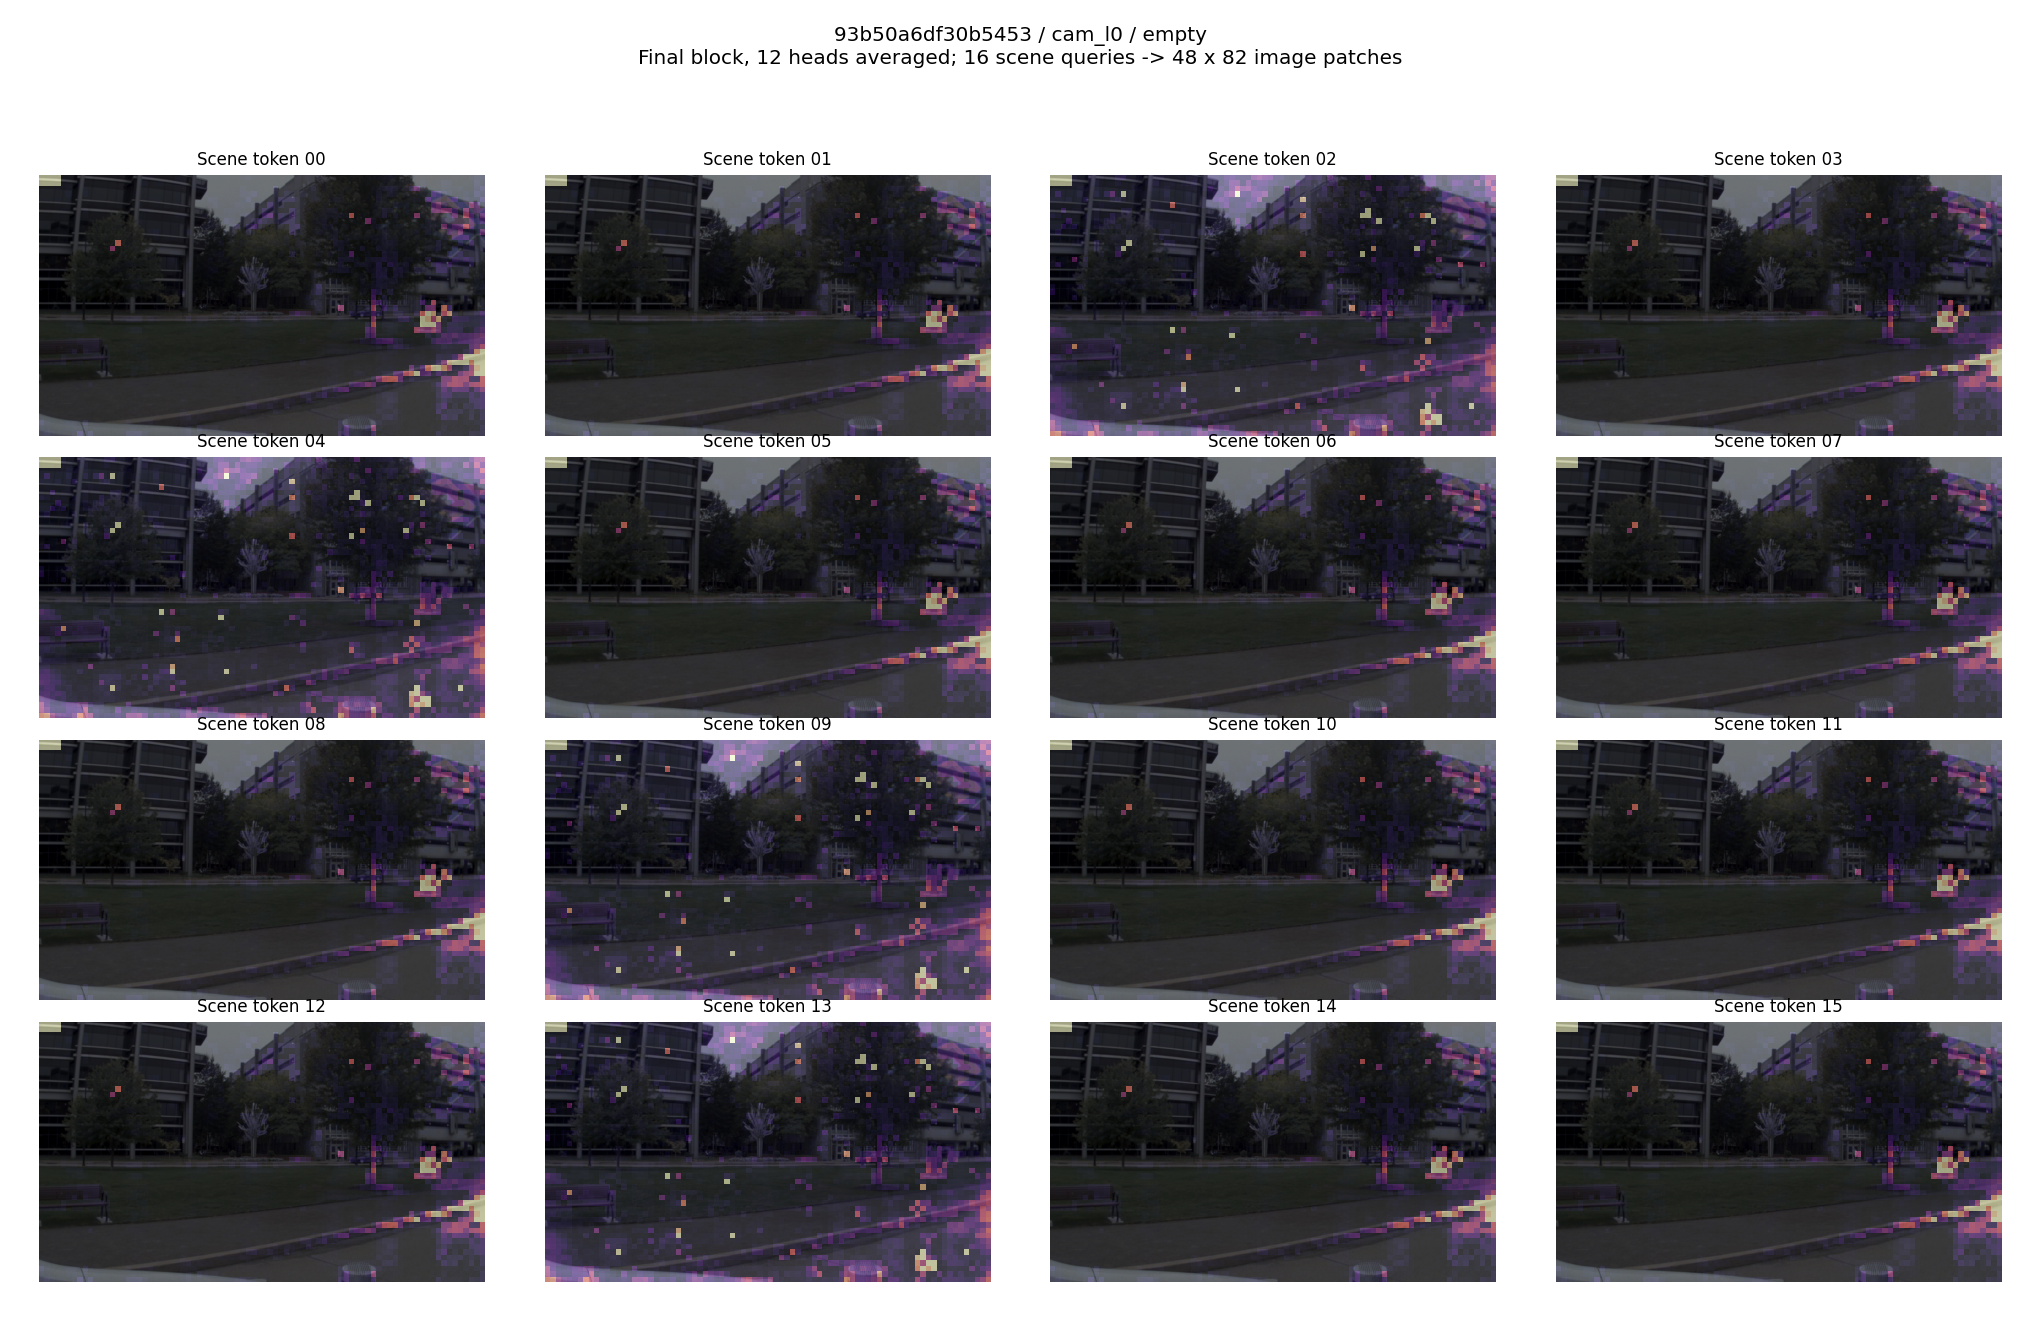 93b50a6df30b5453 / cam_l0 / empty
Final block, 12 heads averaged; 16 scene queries -> 48 x 82 image patches
Scene token 00
Scene token 01
Scene token 02
Scene token 03
Scene token 04
Scene token 05
Scene token 06
Scene token 07
Scene token 08
Scene token 09
Scene token 10
Scene token 11
Scene token 12
Scene token 13
Scene token 14
Scene token 15